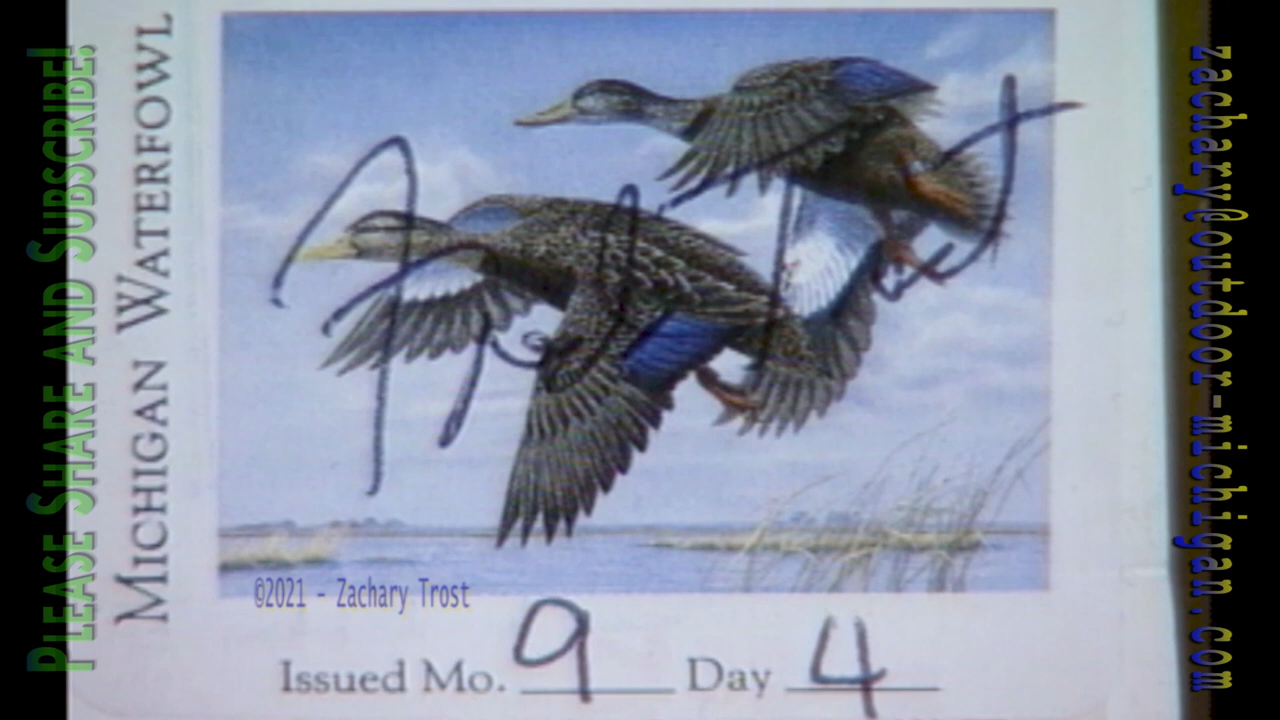 PLEASE SHARE AND SUBSCRIBE!
MICHIGAN WATERFOWL
©2021 - Zachary Trost
Issued Mo. 9 Day 4
zachary@outdoor-michigan.com